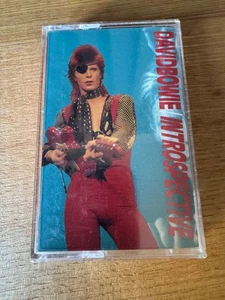 DAVID BOWIE INTROSPECTIVE